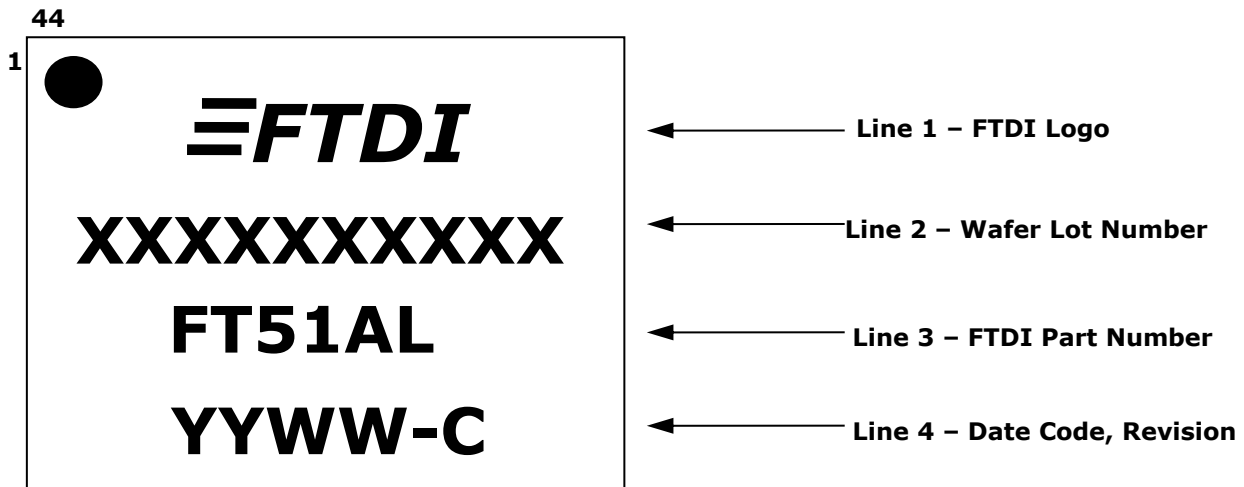 44
1
FTDI
Line 1 – FTDI Logo
XXXXXXXXXX
Line 2 – Wafer Lot Number
FT51AL
Line 3 – FTDI Part Number
YYWW-C
Line 4 – Date Code, Revision